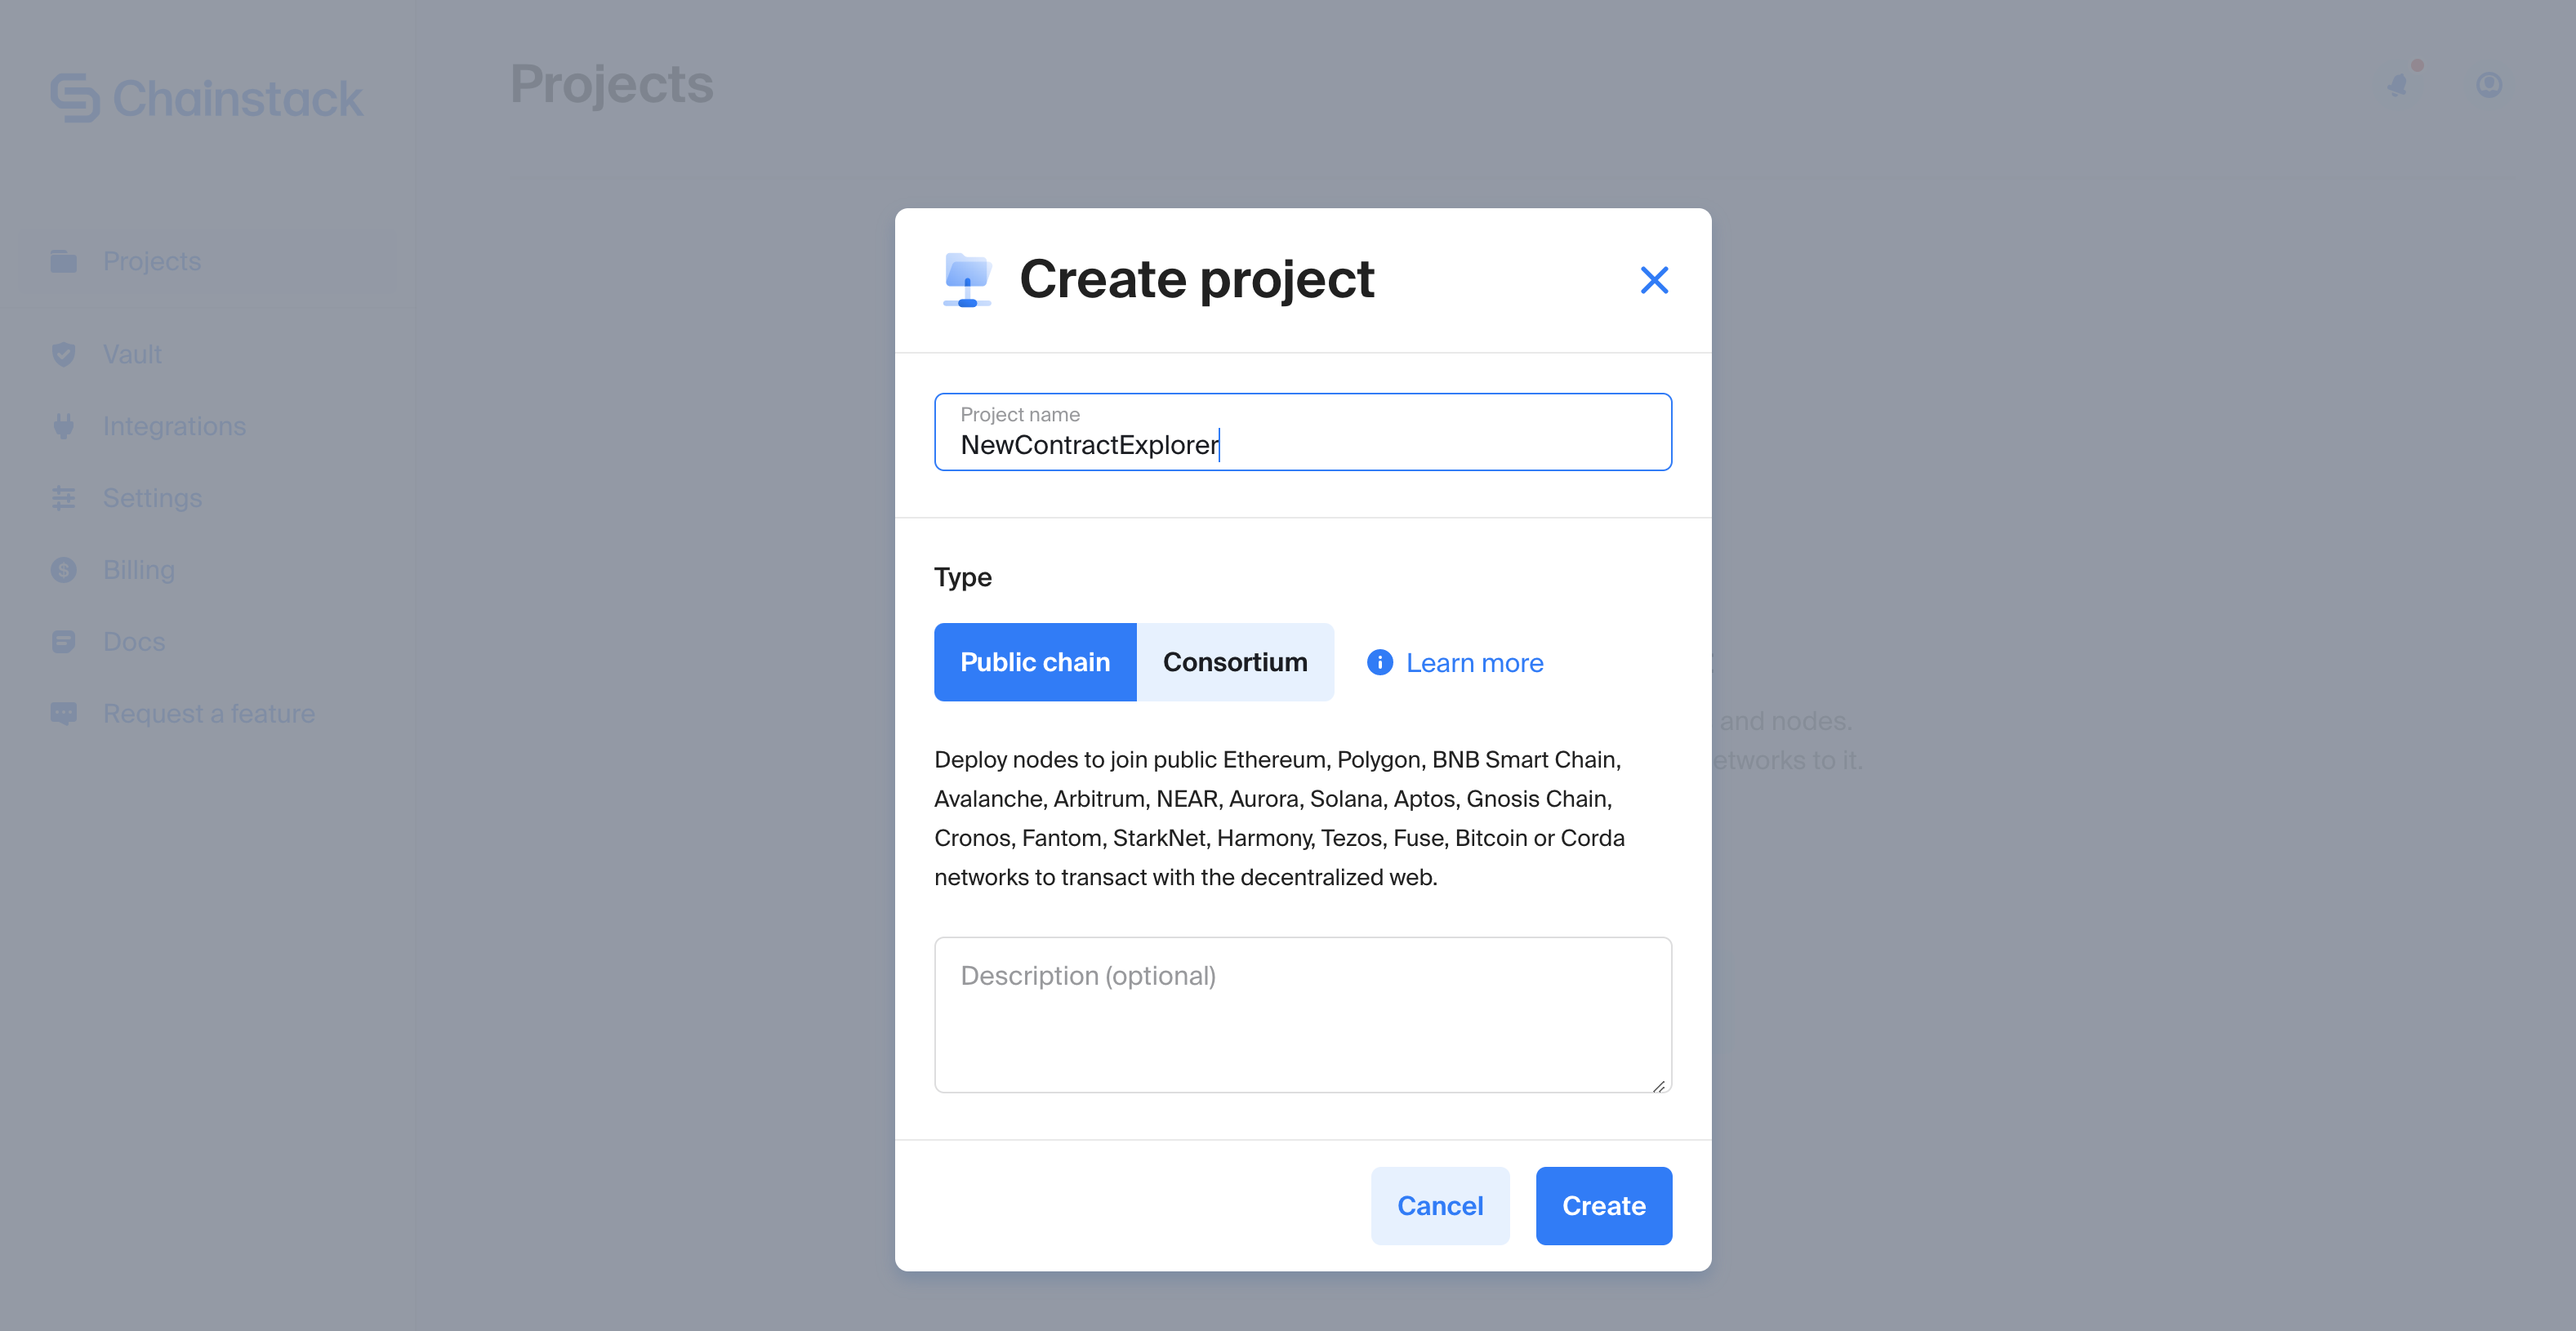 Chainstack
Projects
Projects
Vault
Integrations
Settings
Billing
Docs
Request a feature
Create project
Project name
NewContractExplorer
Type
Public chain
Consortium
Learn more
Deploy nodes to join public Ethereum, Polygon, BNB Smart Chain,
Avalanche, Arbitrum, NEAR, Aurora, Solana, Aptos, Gnosis Chain,
Cronos, Fantom, StarkNet, Harmony, Tezos, Fuse, Bitcoin or Corda
networks to transact with the decentralized web.
Description (optional)
Cancel
Create
and nodes.
etworks to it.